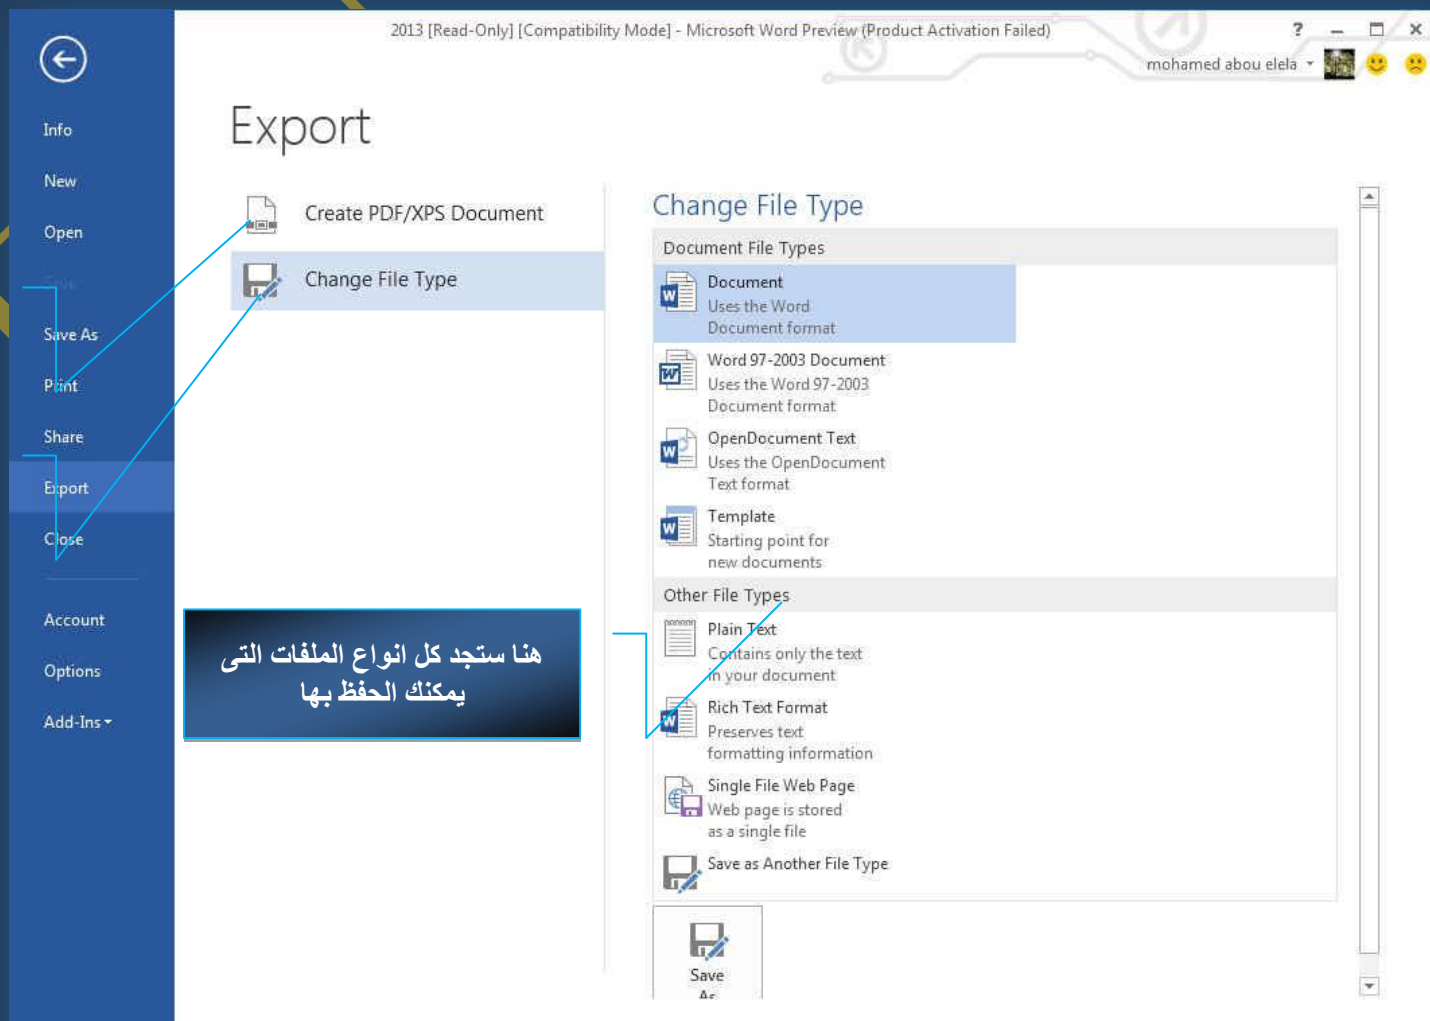 2013 [Read-Only] [Compatibility Mode] - Microsoft Word Preview (Product Activation Failed)
?
mohamed abou elela
Info
New
Open
Save
Save As
Print
Share
Export
Close
Account
Options
Add-Ins
Export
Create PDF/XPS Document
Change File Type
هنا ستجد كل انواع الملفات التى
يمكنك الحفظ بها
Change File Type
Document File Types
Document
Uses the Word
Document format
Word 97-2003 Document
Uses the Word 97-2003
Document format
OpenDocument Text
Uses the OpenDocument
Text format
Template
Starting point for
new documents
Other File Types
Plain Text
Contains only the text
in your document
Rich Text Format
Preserves text
formatting information
Single File Web Page
Web page is stored
as a single file
Save as Another File Type
Save
As